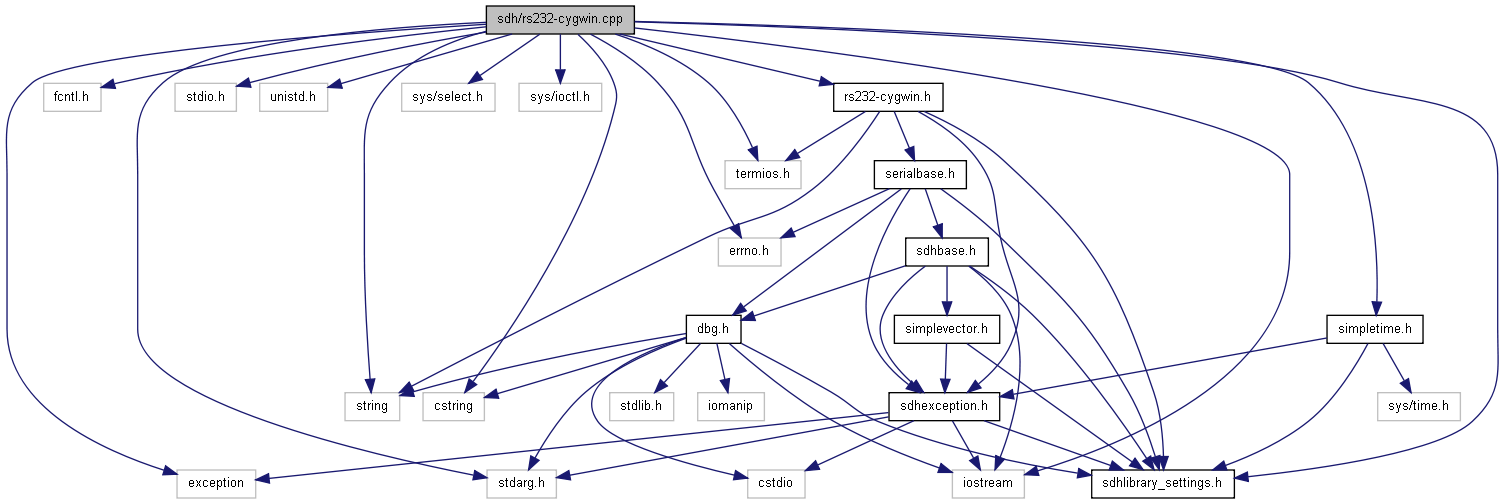 sdh/rs232-cygwin.cpp
fcntl.h
stdio.h
unistd.h
sys/select.h
sys/ioctl.h
rs232-cygwin.h
termios.h
serialbase.h
errno.h
sdhbase.h
dbg.h
simplevector.h
simpletime.h
string
cstring
stdlib.h
iomanip
sdhexception.h
sys/time.h
exception
stdarg.h
cstdio
iostream
sdhlibrary_settings.h